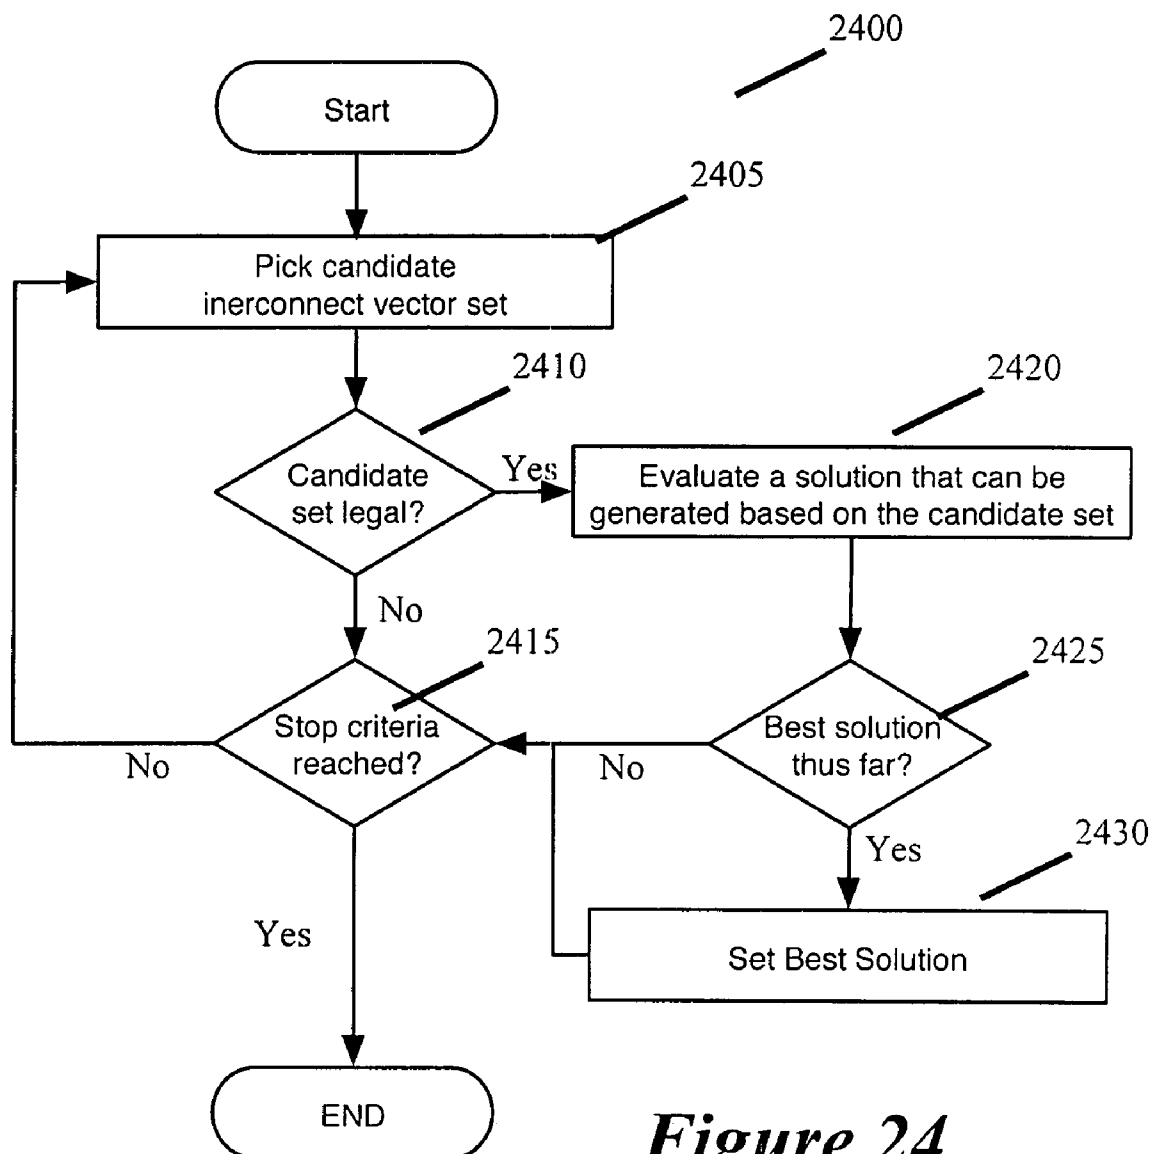 2400
Start
2405
Pick candidate
inerconnect vector set
2410
2420
Candidate
set legal?
Yes
Evaluate a solution that can be
generated based on the candidate set
No
2415
2425
Stop criteria
reached?
Best solution
thus far?
No
No
2430
Yes
Yes
Set Best Solution
END
Figure 24